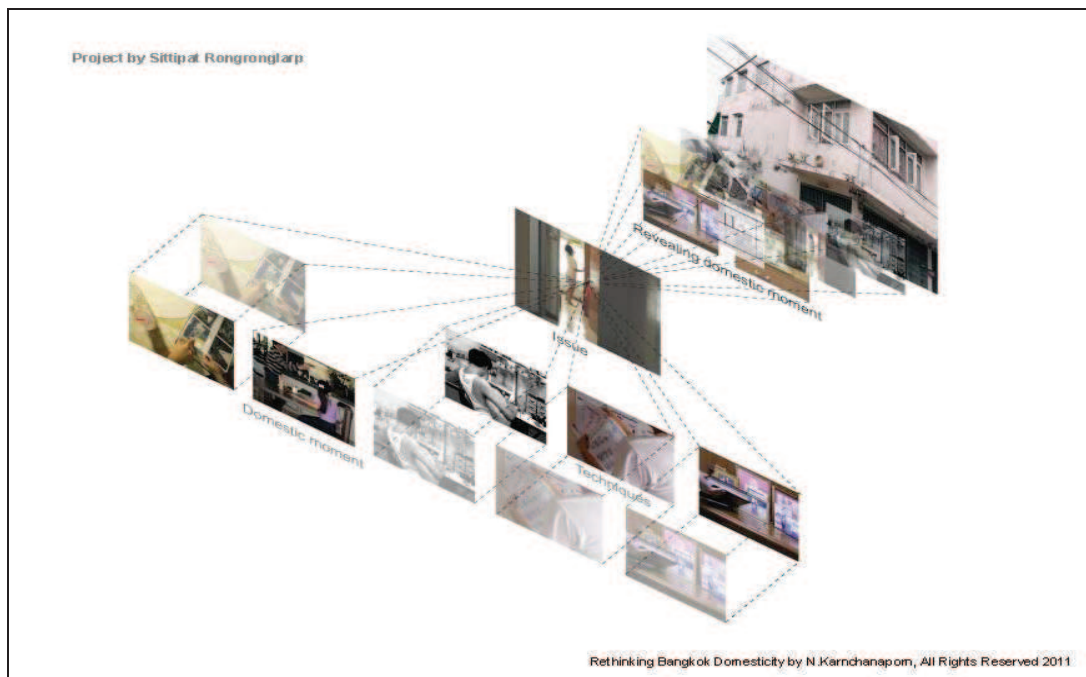 Project by Sittipat Rongronglarp
Revealing domestic moment
Issue
Domestic moment
Techniques
Rethinking Bangkok Domesticity by N.Karnchanaporn, All Rights Reserved 2011